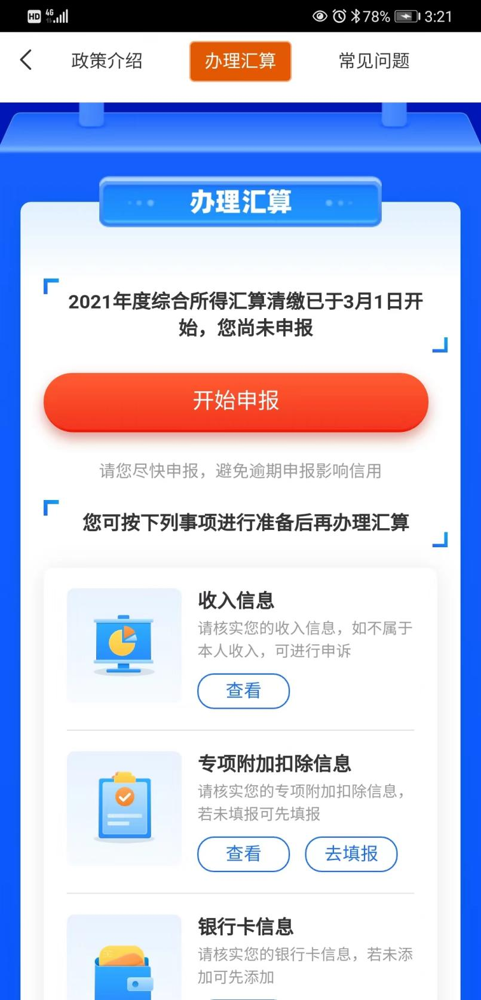 HD 4G 78% 3:21
政策介绍 办理汇算 常见问题
办理汇算
2021年度综合所得汇算清缴已于3月1日开
始，您尚未申报
开始申报
请您尽快申报，避免逾期申报影响信用
您可按下列事项进行准备后再办理汇算
收入信息
请核实您的收入信息，如不属于
本人收入，可进行申诉
查看
专项附加扣除信息
请核实您的专项附加扣除信息，
若未填报可先填报
查看 去填报
银行卡信息
请核实您的银行卡信息，若未添
加可先添加